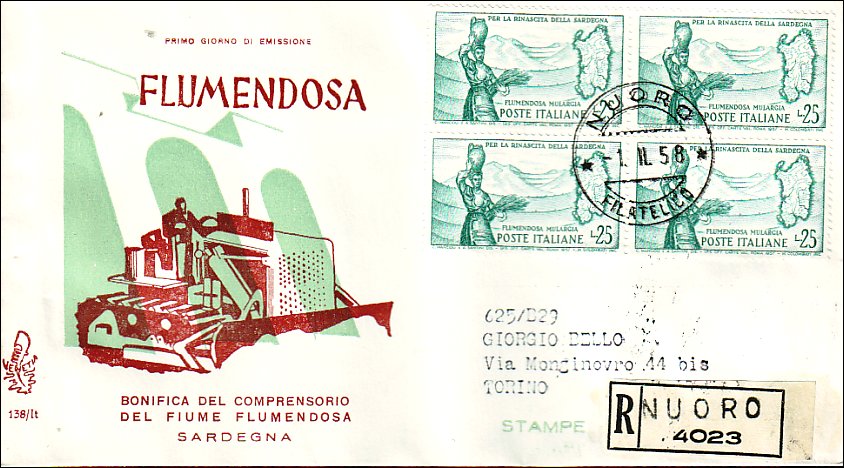 PRIMO GIORNO DI EMISSIONE
FLUMENDOSA
BONIFICA DEL COMPRENSORIO
DEL FIUME FLUMENDOSA
SARDEGNA
138/It
VENETIA
PER LA RINASCITA DELLA SARDEGNA
FLUMENDOSA MULARGIA
POSTE ITALIANE L.25
PER LA RINASCITA DELLA SARDEGNA
FLUMENDOSA MULARGIA
POSTE ITALIANE L.25
PER LA RINASCITA DELLA SARDEGNA
FLUMENDOSA MULARGIA
POSTE ITALIANE L.25
PER LA RINASCITA DELLA SARDEGNA
FLUMENDOSA MULARGIA
POSTE ITALIANE L.25
NUORO
-1. II. 58
FILATELICO
625/B29
GIORGIO BELLO
Via Monginevro 44 bis
TORINO
STAMPE
R NUORO
4023